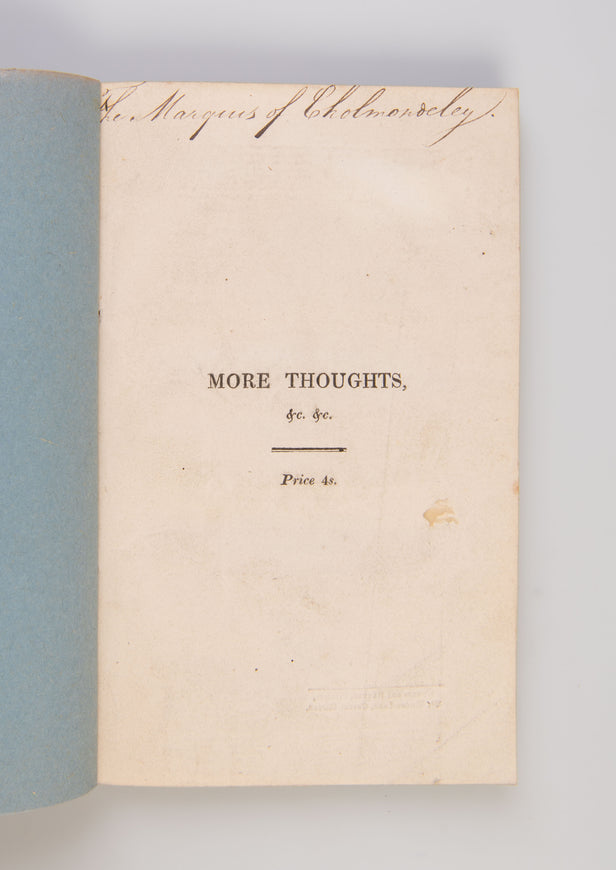 The Marquis of Cholmondeley.
MORE THOUGHTS,
&c. &c.
Price 4s.